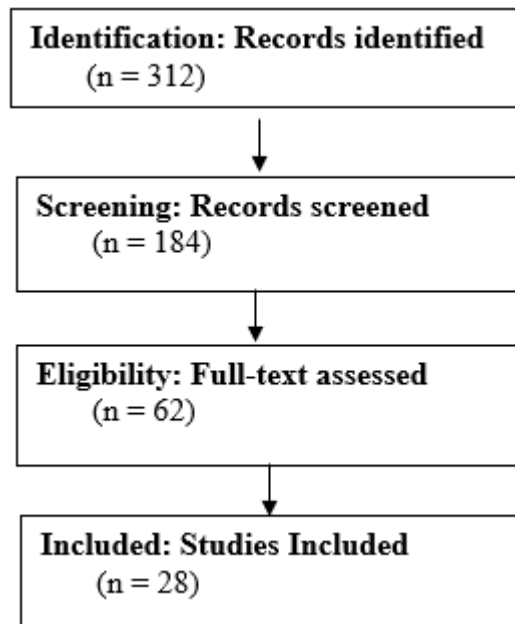 Identification: Records identified
(n = 312)
Screening: Records screened
(n = 184)
Eligibility: Full-text assessed
(n = 62)
Included: Studies Included
(n = 28)